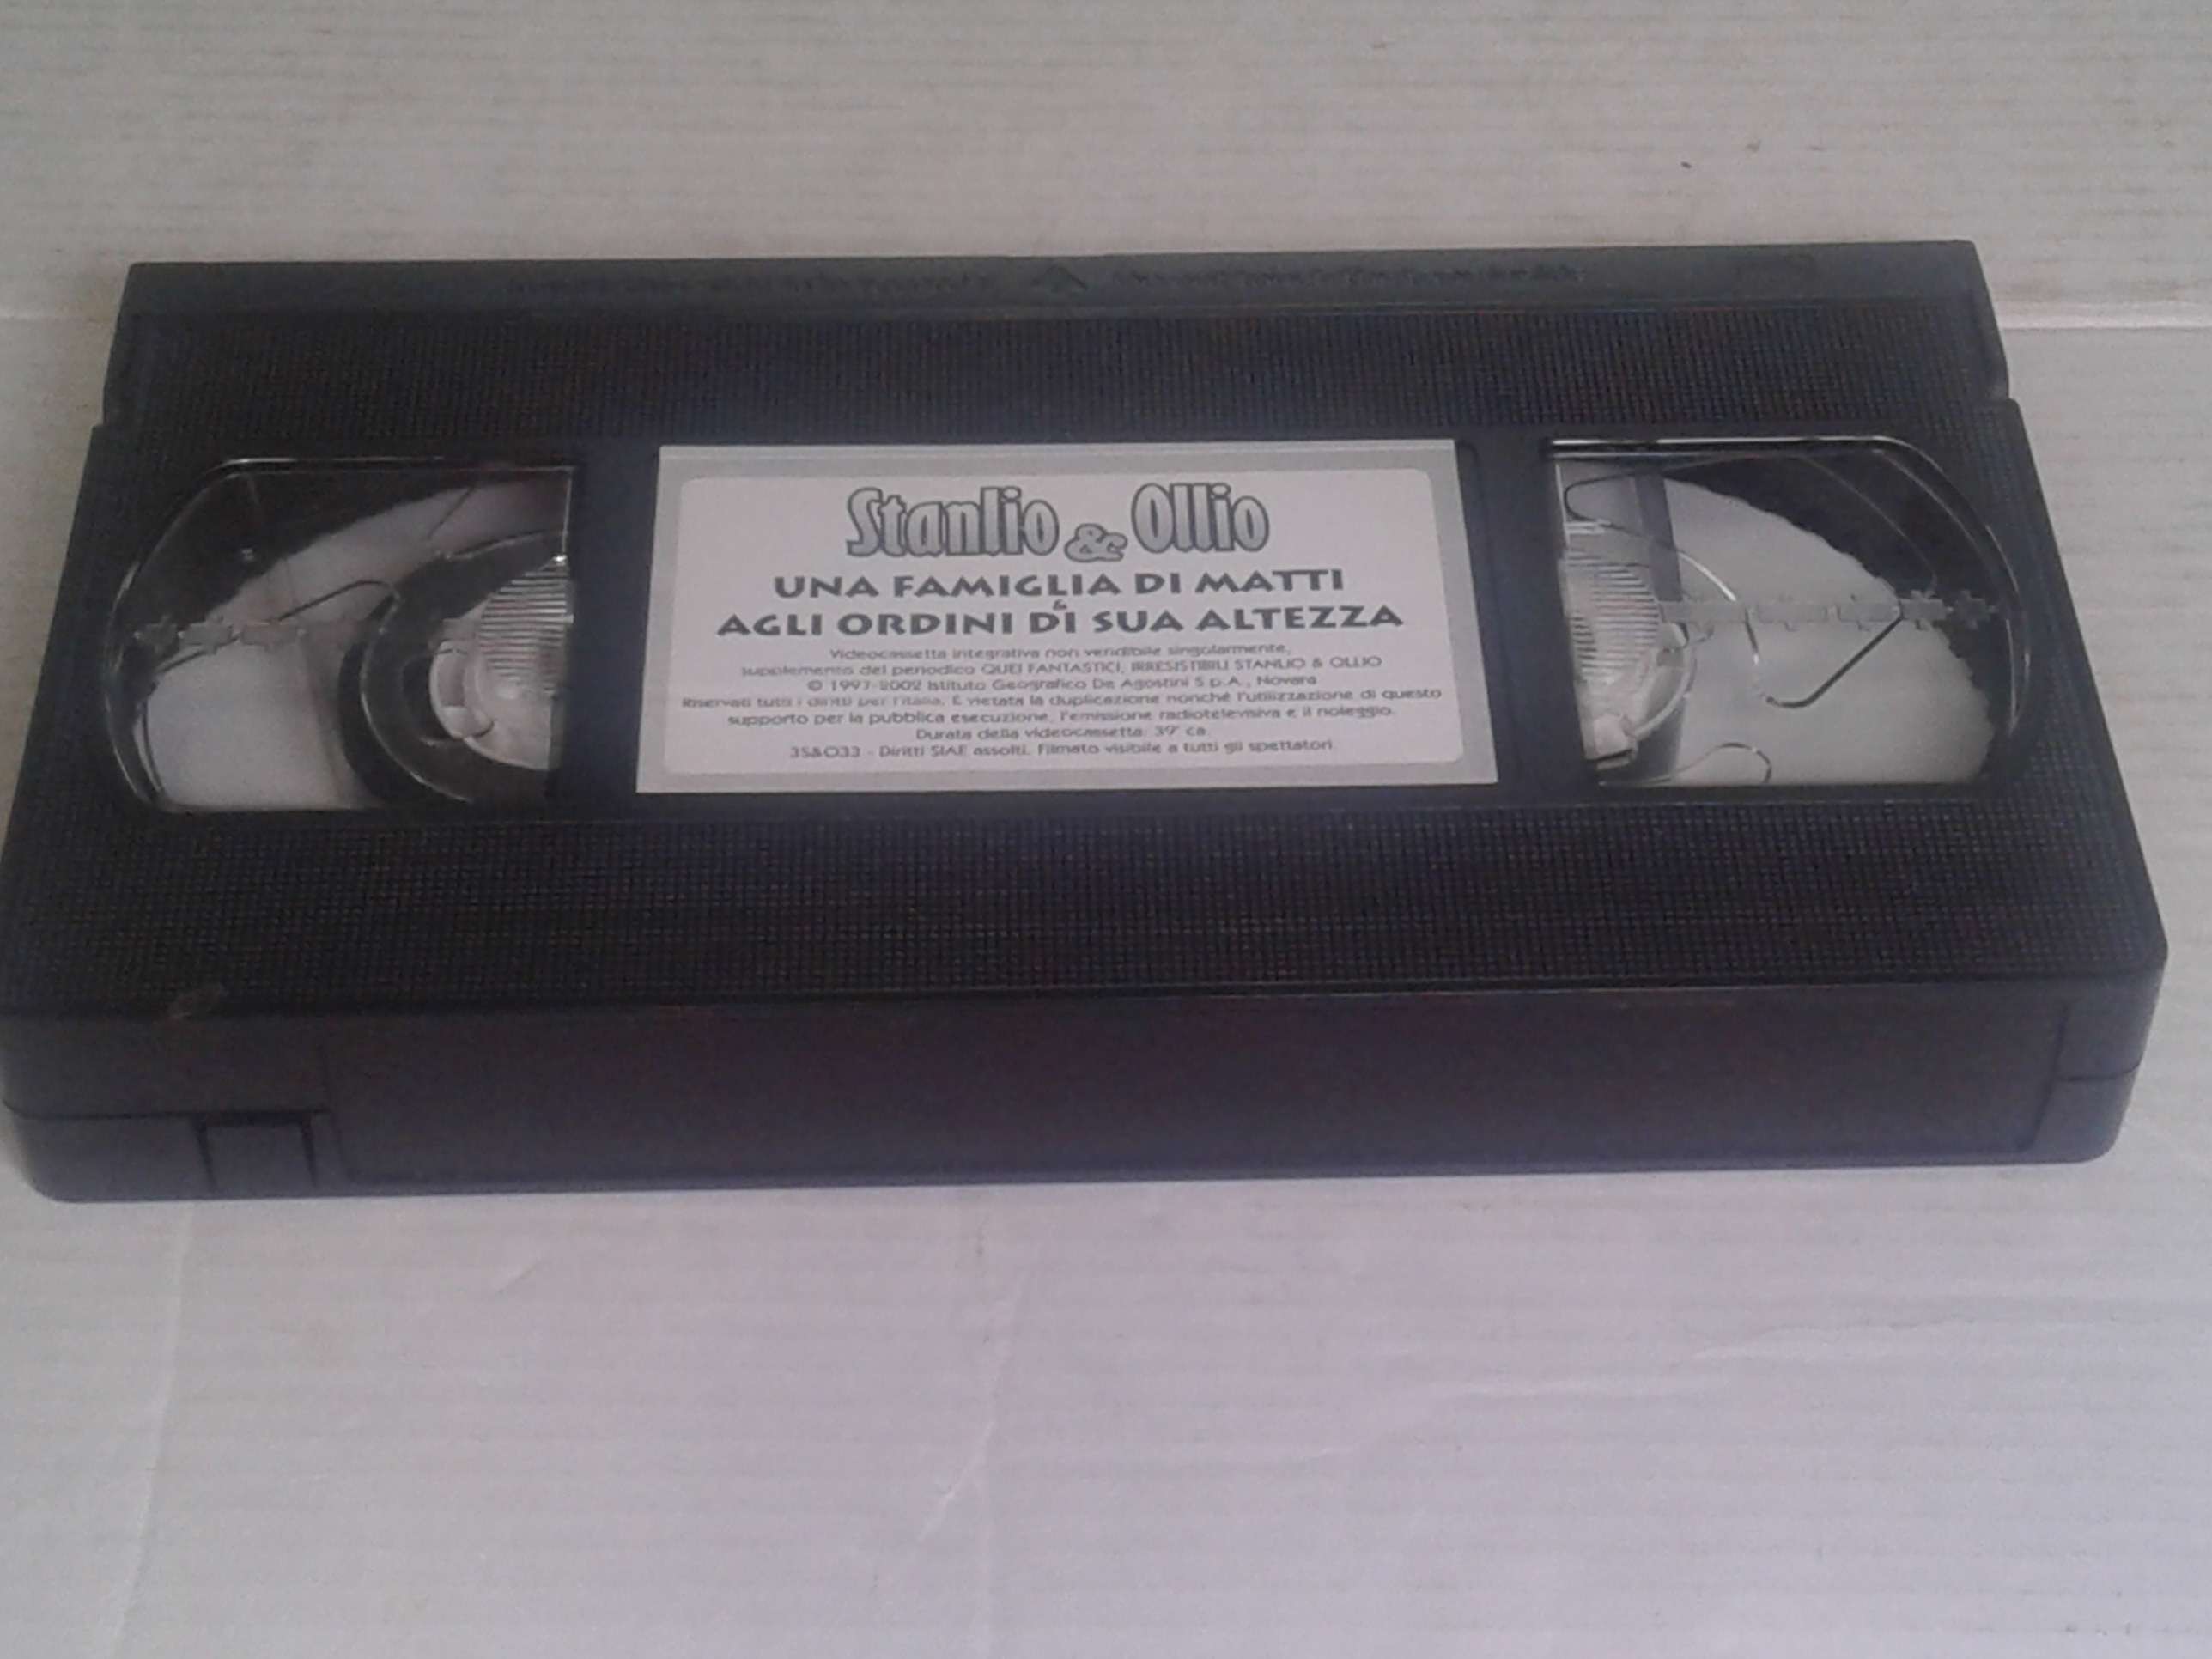 Stanlio & Ollio
UNA FAMIGLIA DI MATTI
&
AGLI ORDINI DI SUA ALTEZZA
Videocassetta integrativa non vendibile singolarmente,
supplemento del periodico QUEI FANTASTICI, IRRESISTIBILI STANLIO & OLLIO
© 1997-2002 Istituto Geografico De Agostini S.p.A., Novara
Riservati tutti i diritti per l'Italia. È vietata la duplicazione nonché l'utilizzazione di questo
supporto per la pubblica esecuzione, l'emissione radiotelevisiva e il noleggio.
Durata della videocassetta: 39' ca.
3S&O33 - Diritti SIAE assolti. Filmato visibile a tutti gli spettatori